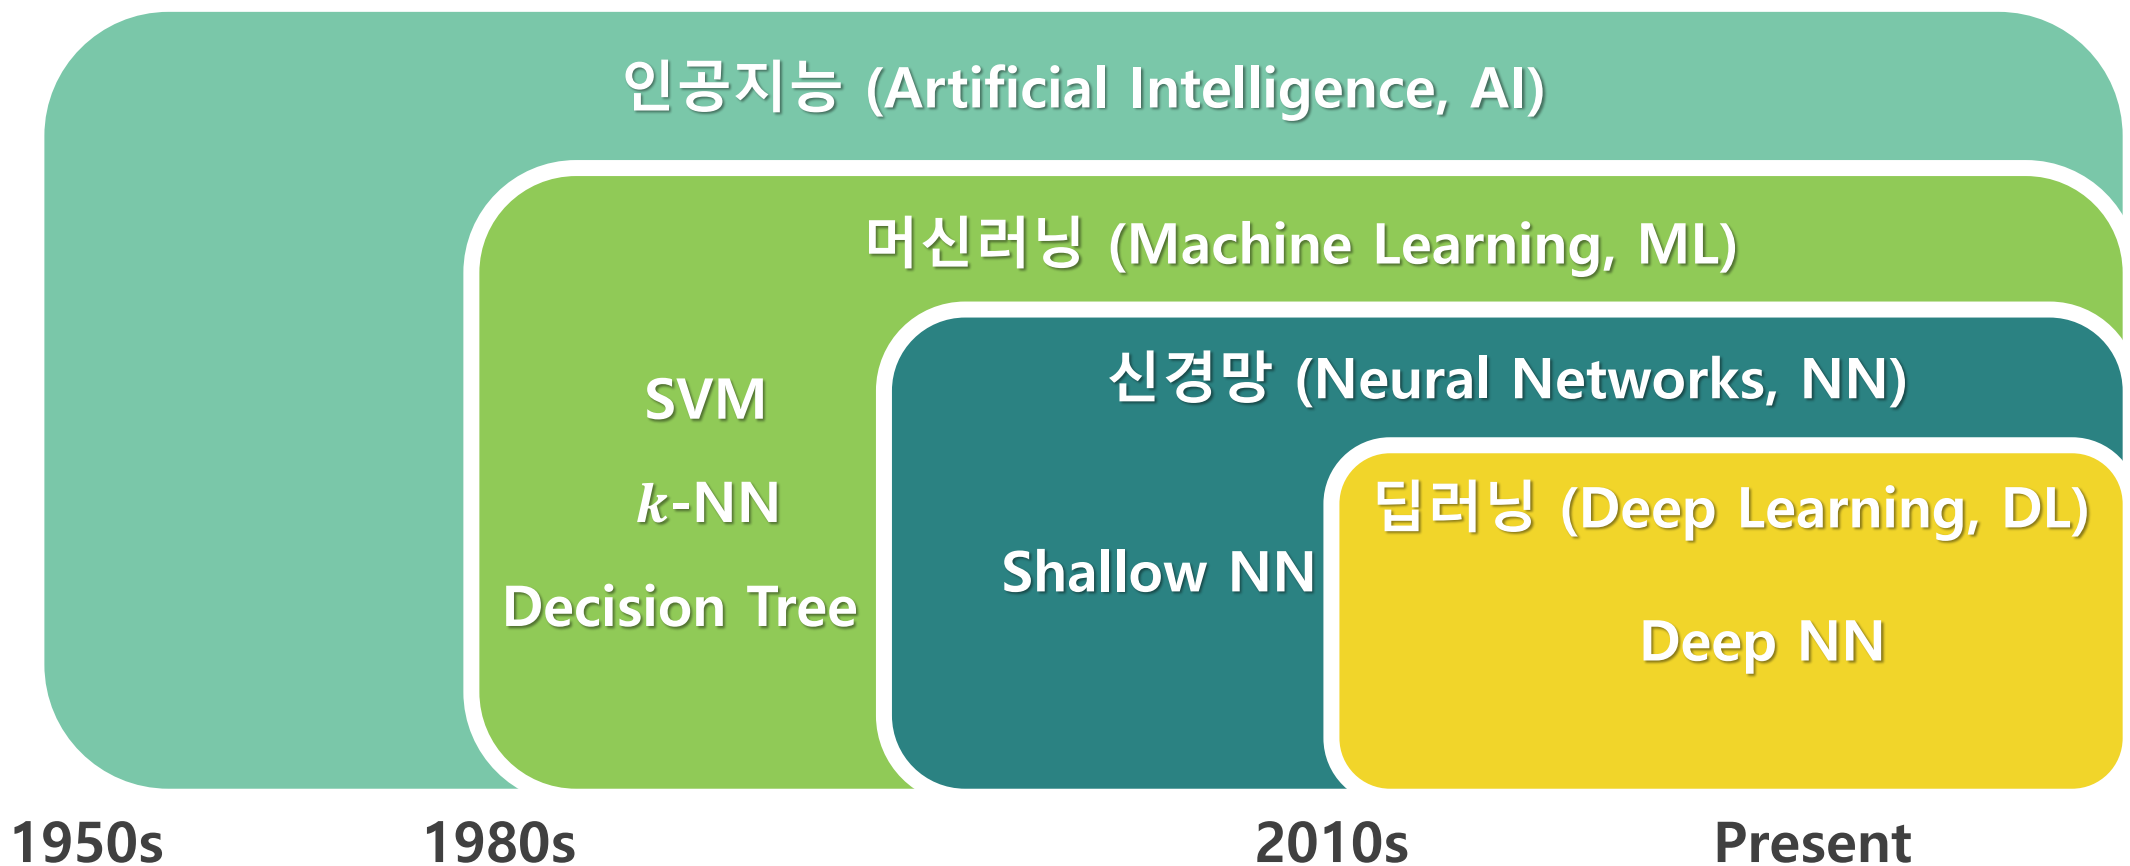 인공지능 (Artificial Intelligence, AI)
머신러닝 (Machine Learning, ML)
신경망 (Neural Networks, NN)
SVM
k-NN
Decision Tree
딥러닝 (Deep Learning, DL)
Shallow NN
Deep NN
1950s
1980s
2010s
Present